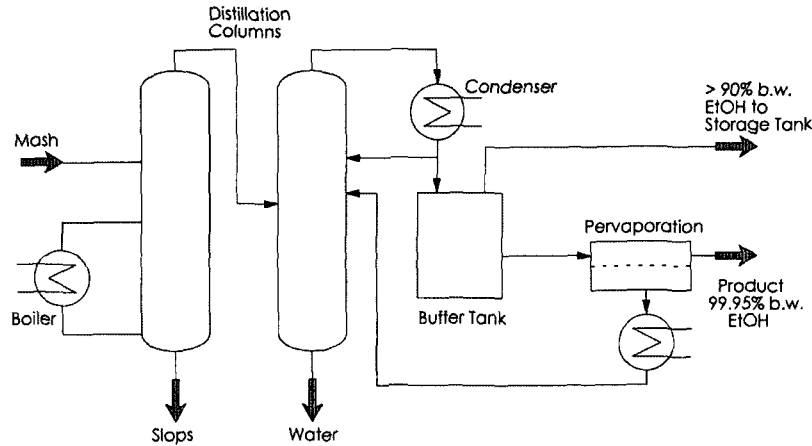 Distillation
Columns
Condenser
> 90% b.w.
EtOH to
Storage Tank
Mash
Pervaporation
Boiler
Buffer Tank
Product
99.95% b.w.
EtOH
Slops
Water